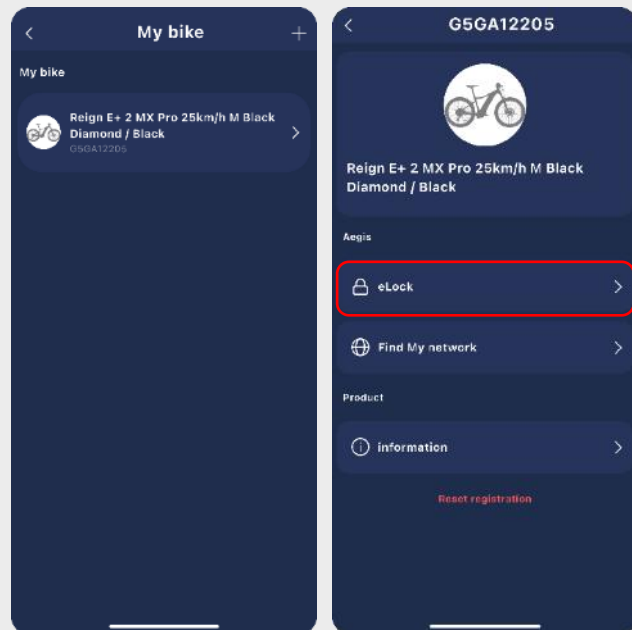 My bike
My bike
Reign E+ 2 MX Pro 25km/h M Black
Diamond / Black
G5GA12205
G5GA12205
Reign E+ 2 MX Pro 25km/h M Black
Diamond / Black
Aegis
eLock
Find My network
Product
information
Reset registration